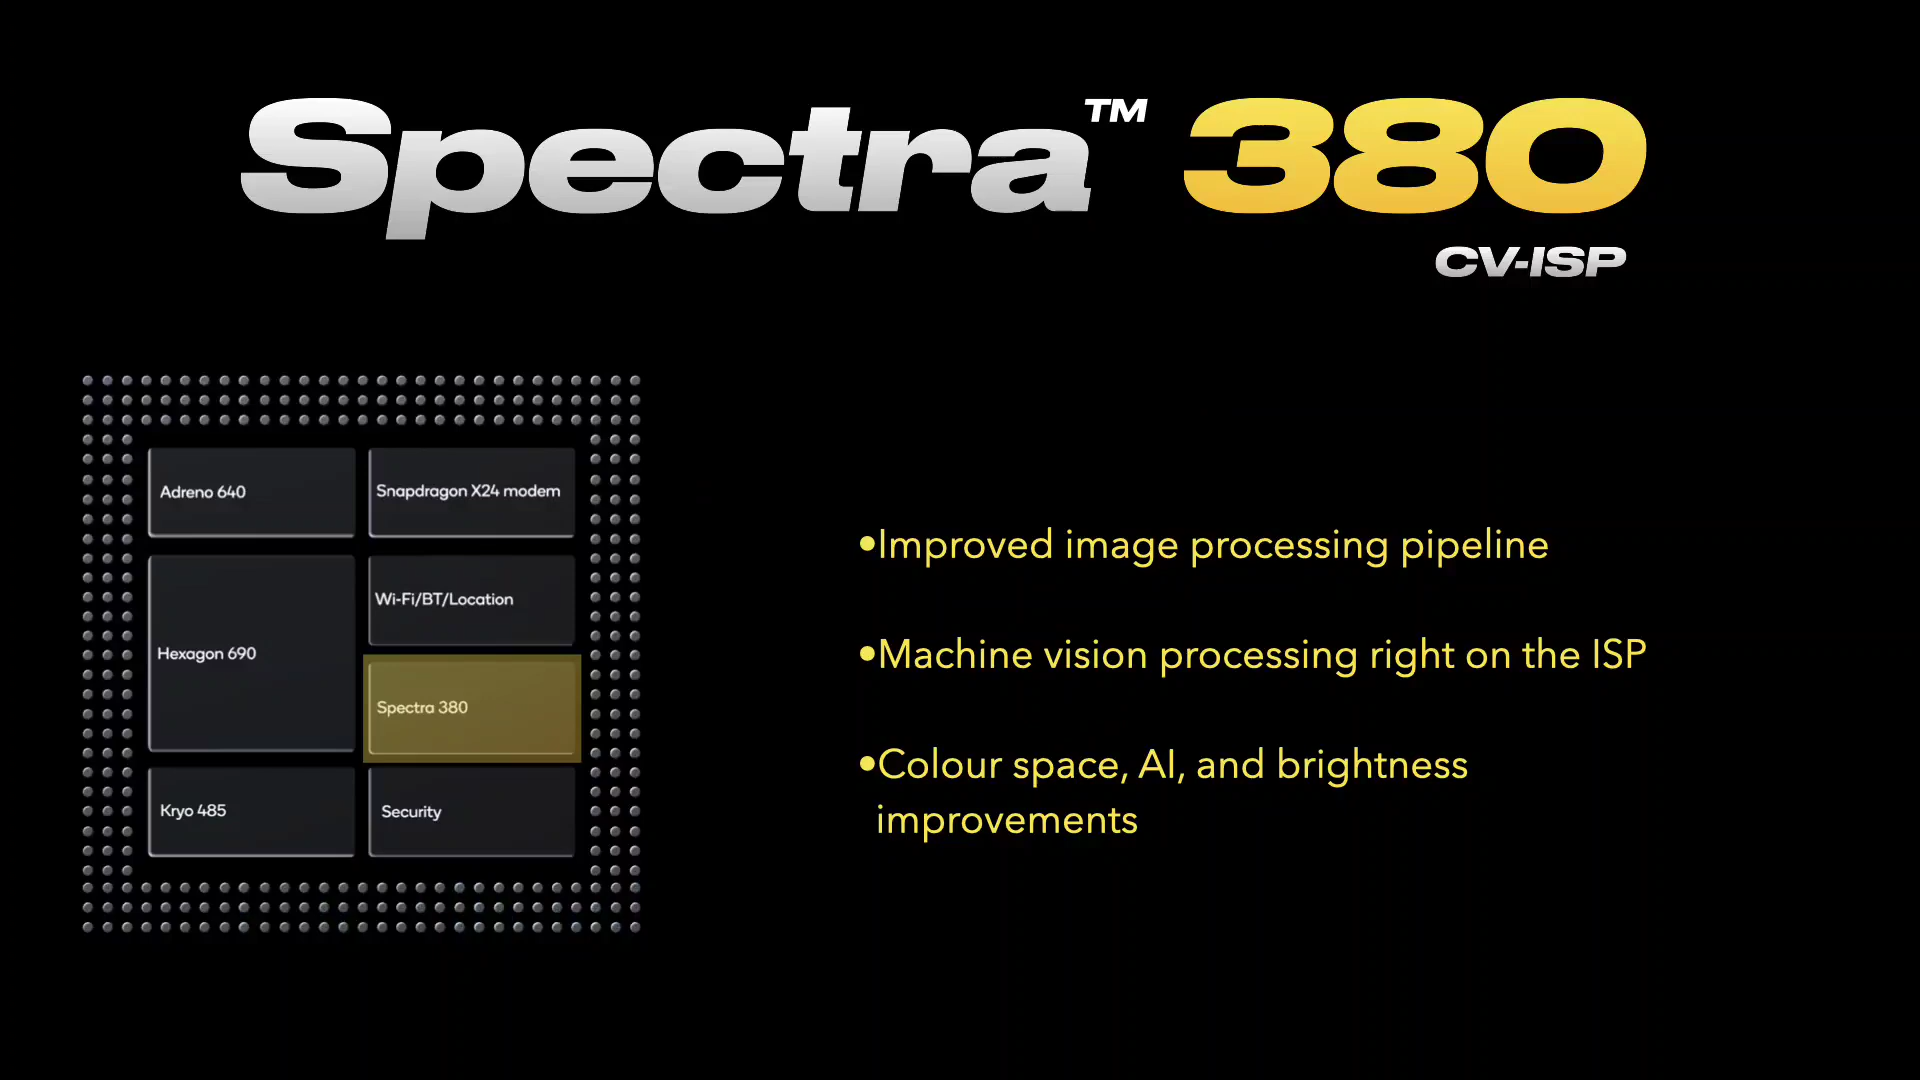 Spectra™ 380
CV-ISP
Adreno 640
Snapdragon X24 modem
Wi-Fi/BT/Location
Hexagon 690
Spectra 380
Kryo 485
Security
•Improved image processing pipeline
•Machine vision processing right on the ISP
•Colour space, AI, and brightness
improvements